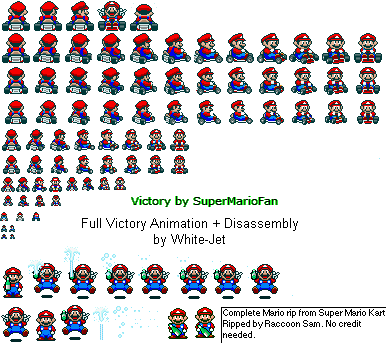 Victory by SuperMarioFan
Full Victory Animation + Disassembly
by White-Jet
Complete Mario rip from Super Mario Kart
Ripped by Raccoon Sam. No credit
needed.